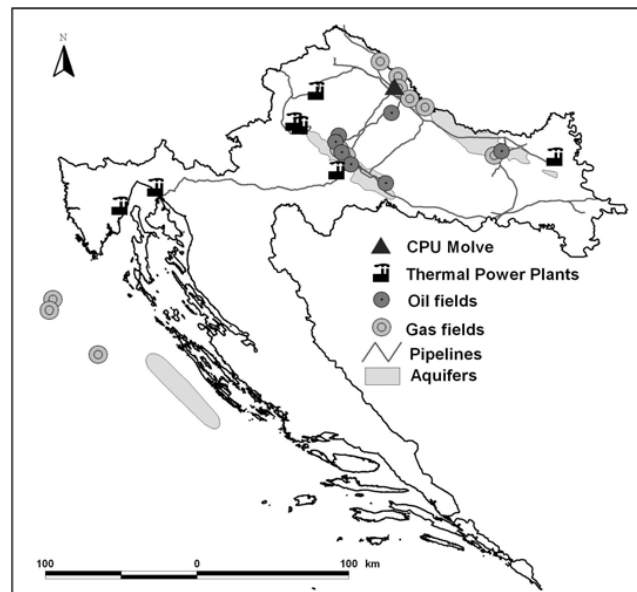 N
CPU Molve
Thermal Power Plants
Oil fields
Gas fields
Pipelines
Aquifers
100 0 100 km